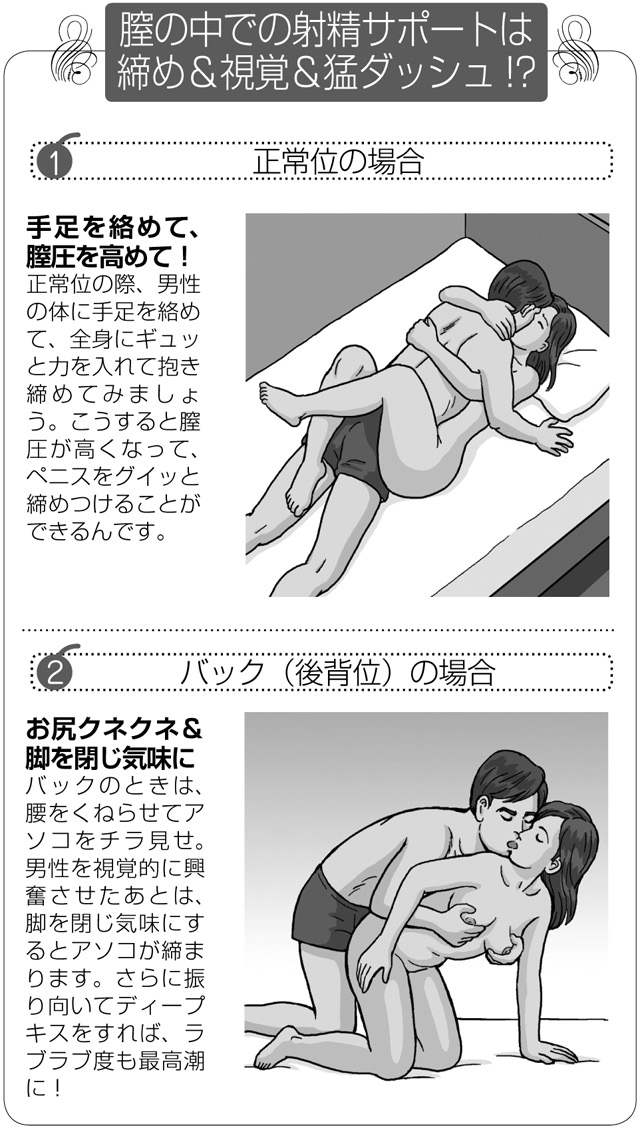 膣の中での射精サポートは
締め＆視覚＆猛ダッシュ!?
1 正常位の場合
手足を絡めて、
膣圧を高めて！
正常位の際、男性
の体に手足を絡め
て、全身にギュッ
と力を入れて抱き
締めてみましょ
う。こうすると膣
圧が高くなって、
ペニスをグイッと
締めつけることが
できるんです。
2 バック（後背位）の場合
お尻クネクネ＆
脚を閉じ気味に
バックのときは、
腰をくねらせてア
ソコをチラ見せ。
男性を視覚的に興
奮させたあとは、
脚を閉じ気味にす
るとアソコが締ま
ります。さらに振
り向いてディープ
キスをすれば、ラ
ブラブ度も最高潮
に！